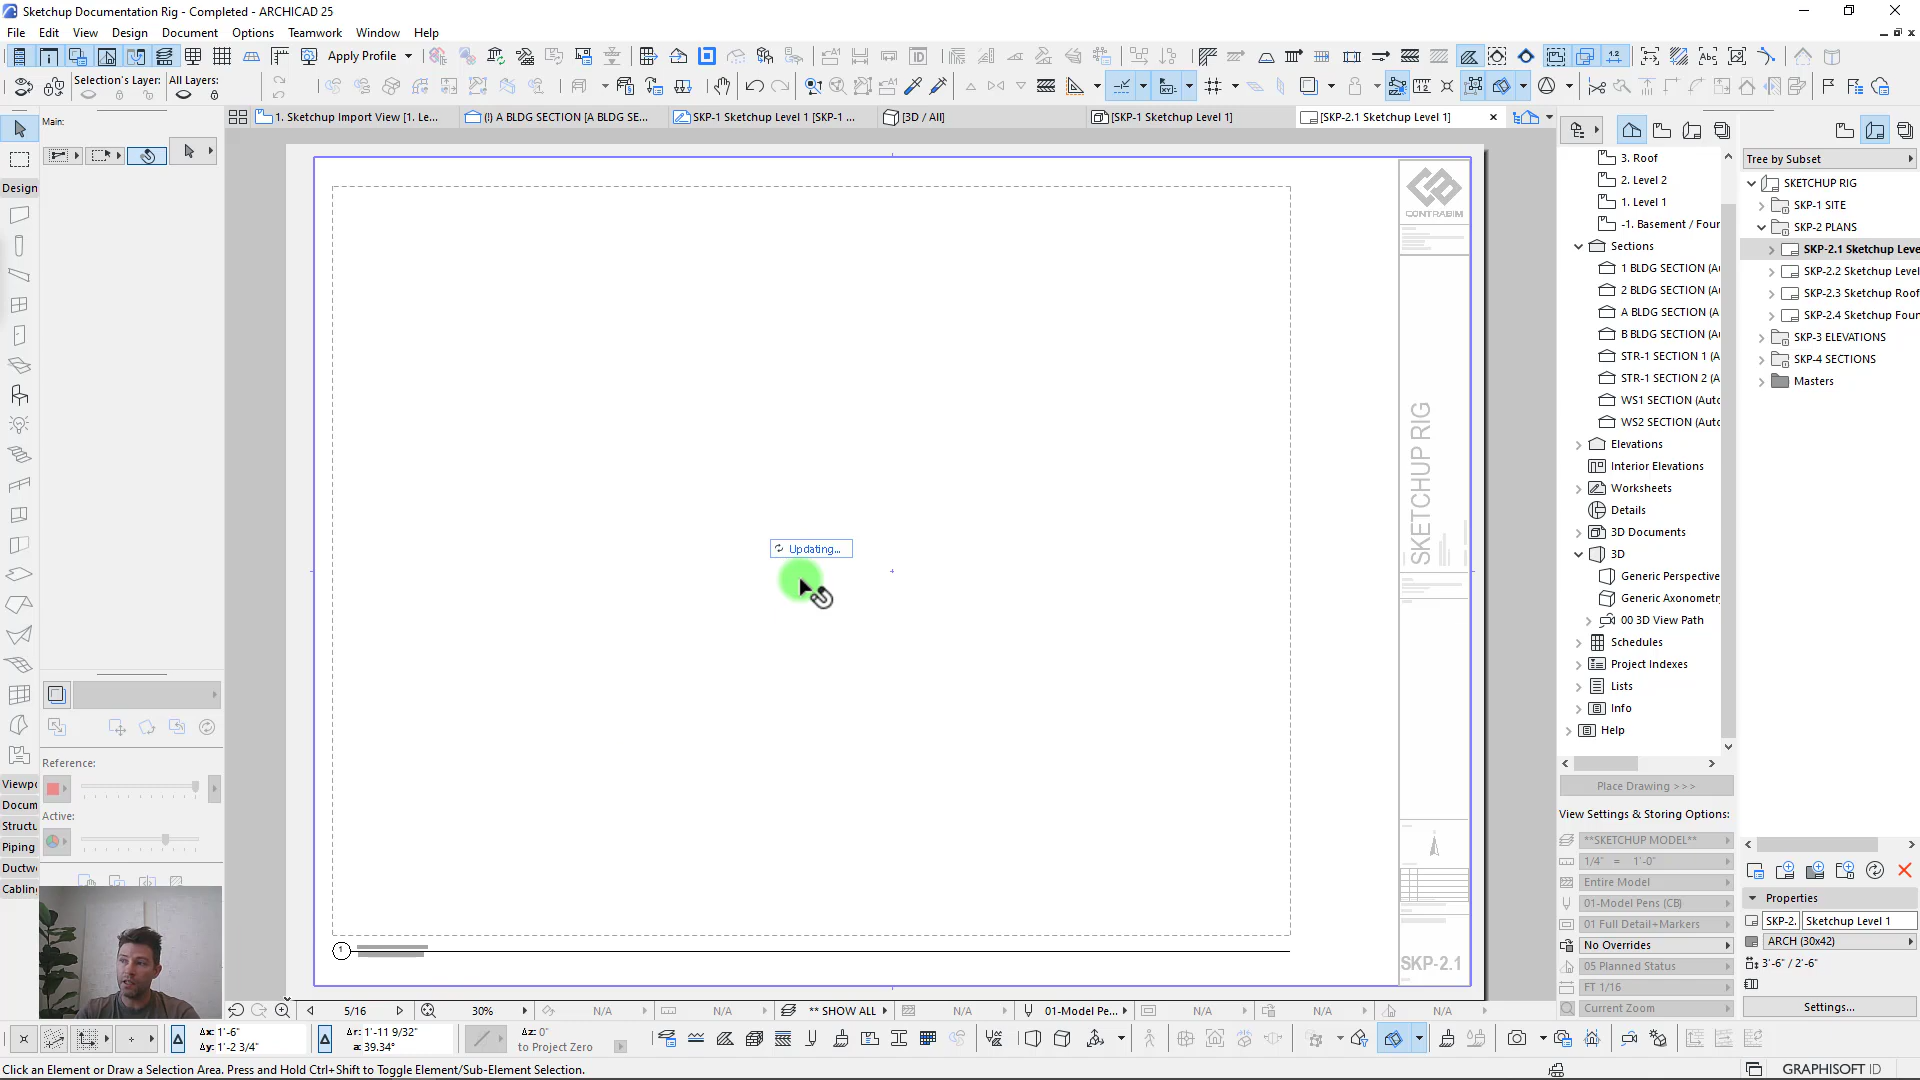 Sketchup Documentation Rig - Completed - ARCHICAD 25
File Edit View Design Document Options Teamwork Window Help
Apply Profile
Selection's Layer: All Layers:
1. Sketchup Import View [1. Le...
(!) A BLDG SECTION [A BLDG SE...
SKP-1 Sketchup Level 1 [SKP-1 ...
[3D / All]
[SKP-1 Sketchup Level 1]
[SKP-2.1 Sketchup Level 1]
Main:
Design
Viewpo
Docum
Structu
Piping
Ductwo
Cabling
Reference:
Active:
Updating...
1
CONTRABIM
SKETCHUP RIG
SKP-2.1
3. Roof
2. Level 2
1. Level 1
-1. Basement / Four
Sections
1 BLDG SECTION (Au
2 BLDG SECTION (Au
A BLDG SECTION (A
B BLDG SECTION (Au
STR-1 SECTION 1 (A
STR-1 SECTION 2 (A
WS1 SECTION (Auto
WS2 SECTION (Auto
Elevations
Interior Elevations
Worksheets
Details
3D Documents
3D
Generic Perspective
Generic Axonometr
00 3D View Path
Schedules
Project Indexes
Lists
Info
Help
Place Drawing >>>
View Settings & Storing Options:
**SKETCHUP MODEL**
1/4" = 1'-0"
Entire Model
01-Model Pens (CB)
01 Full Detail+Markers
No Overrides
05 Planned Status
FT 1/16
Current Zoom
Tree by Subset
SKETCHUP RIG
SKP-1 SITE
SKP-2 PLANS
SKP-2.1 Sketchup Leve
SKP-2.2 Sketchup Level
SKP-2.3 Sketchup Roof
SKP-2.4 Sketchup Foun
SKP-3 ELEVATIONS
SKP-4 SECTIONS
Masters
Properties
SKP-2. Sketchup Level 1
ARCH (30x42)
3'-6" / 2'-6"
Settings...
5/16 30% N/A N/A ** SHOW ALL N/A 01-Model Pe... N/A N/A N/A
Δx: 1'-6"
Δy: 1'-2 3/4"
Δr: 1'-11 9/32"
a: 39.34°
Δz: 0"
to Project Zero
Click an Element or Draw a Selection Area. Press and Hold Ctrl+Shift to Toggle Element/Sub-Element Selection.
GRAPHISOFT ID